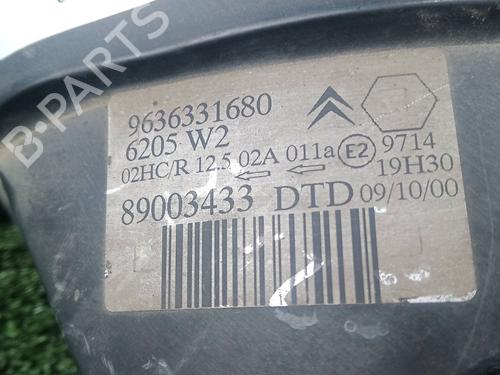 9636331680
6205 W2
02HC/R 12.5 02A 011a E2 9714
19H30
89003433 DTD 09/10/00
B-PARTS